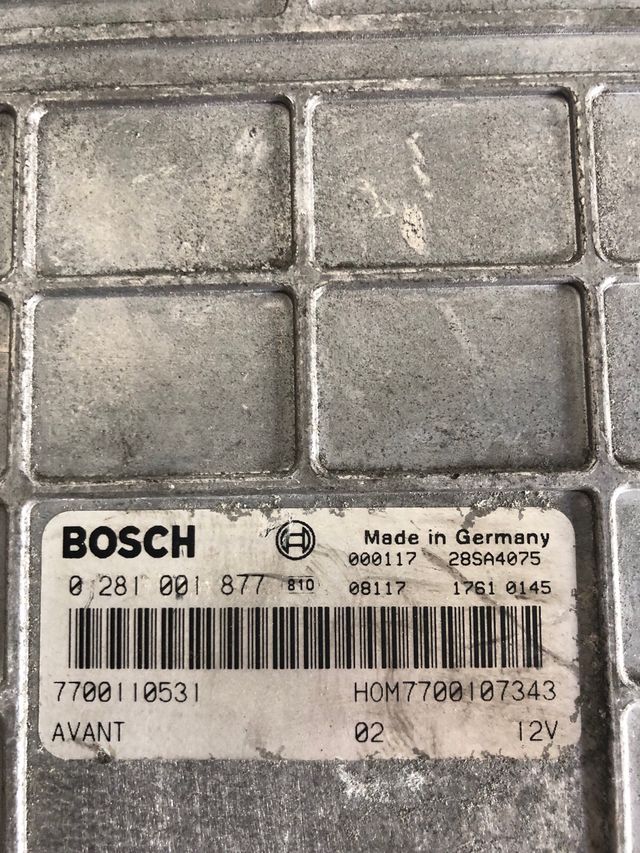 BOSCH Made in Germany
000117 28SA4075
0 281 001 877 810 08117 1761 0145
7700110531 HOM7700107343
AVANT 02 12V